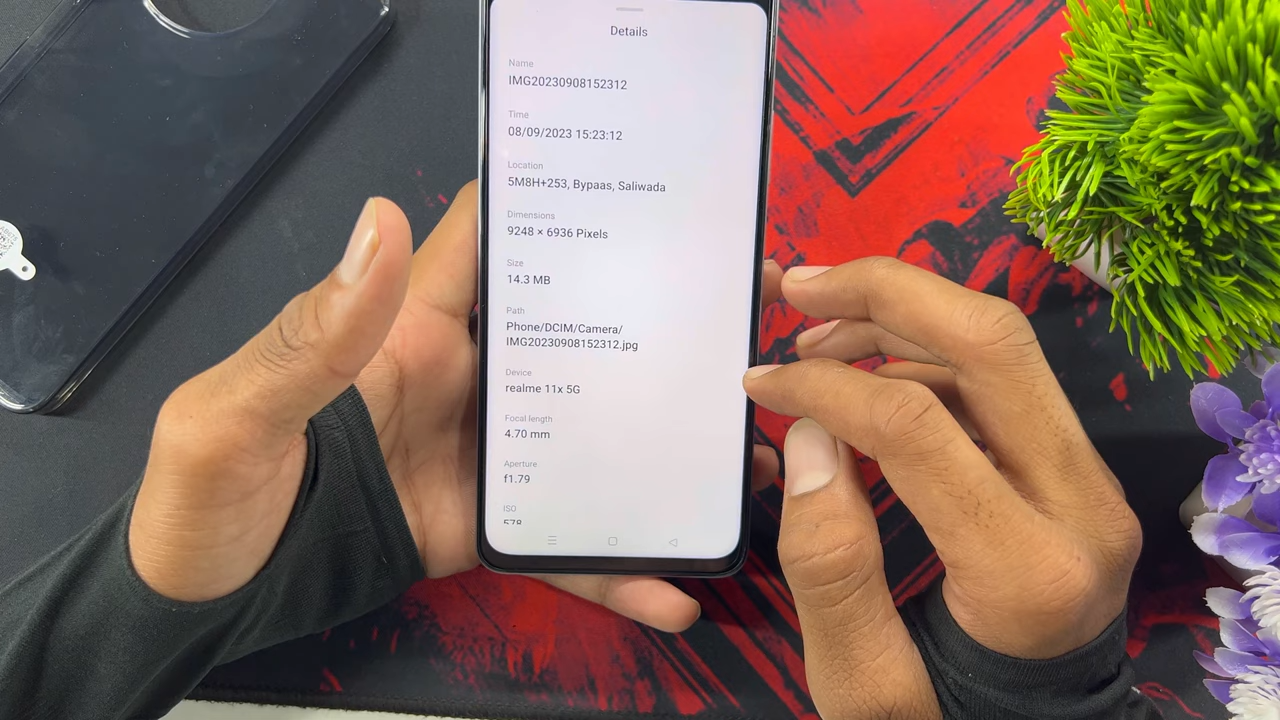 Details
Name
IMG20230908152312
Time
08/09/2023 15:23:12
Location
5M8H+253, Bypaas, Saliwada
Dimensions
9248 × 6936 Pixels
Size
14.3 MB
Path
Phone/DCIM/Camera/
IMG20230908152312.jpg
Device
realme 11x 5G
Focal length
4.70 mm
Aperture
f1.79
ISO
578